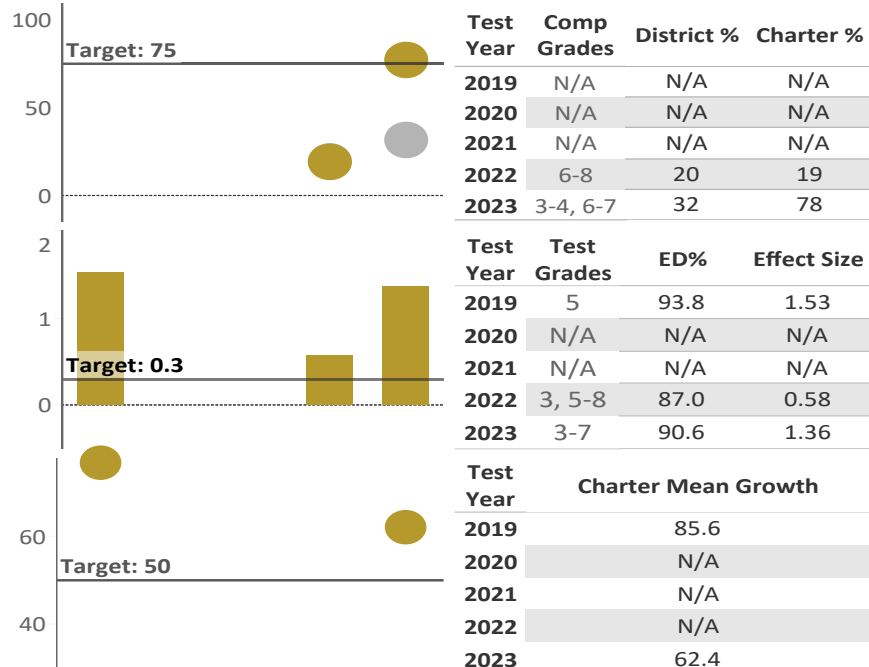 100
Target: 75
50
0
Test Year Comp Grades District % Charter %
2019 N/A N/A N/A
2020 N/A N/A N/A
2021 N/A N/A N/A
2022 6-8 20 19
2023 3-4, 6-7 32 78
2
1
Target: 0.3
0
Test Year Test Grades ED% Effect Size
2019 5 93.8 1.53
2020 N/A N/A N/A
2021 N/A N/A N/A
2022 3, 5-8 87.0 0.58
2023 3-7 90.6 1.36
60
Target: 50
40
Test Year Charter Mean Growth
2019 85.6
2020 N/A
2021 N/A
2022 N/A
2023 62.4